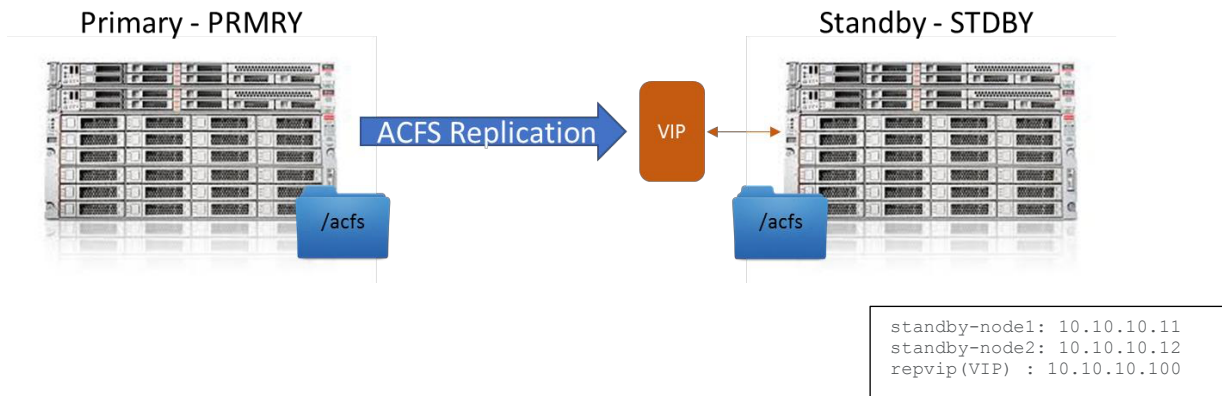 Primary - PRMRY
Standby - STDBY
ACFS Replication
VIP
/acfs
/acfs
standby-node1: 10.10.10.11
standby-node2: 10.10.10.12
repvip(VIP) : 10.10.10.100